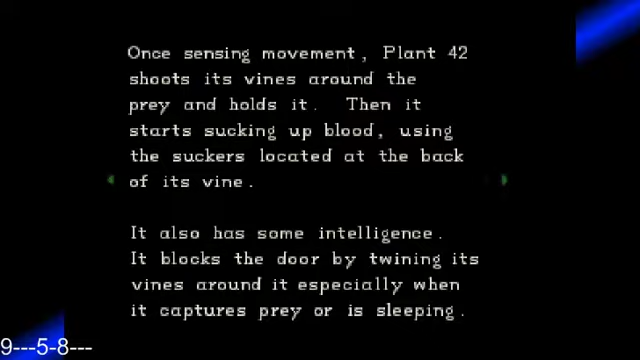 Once sensing movement, Plant 42
shoots its vines around the
prey and holds it. Then it
starts sucking up blood, using
the suckers located at the back
of its vine.
It also has some intelligence.
It blocks the door by twining its
vines around it especially when
it captures prey or is sleeping.
9---5-8---